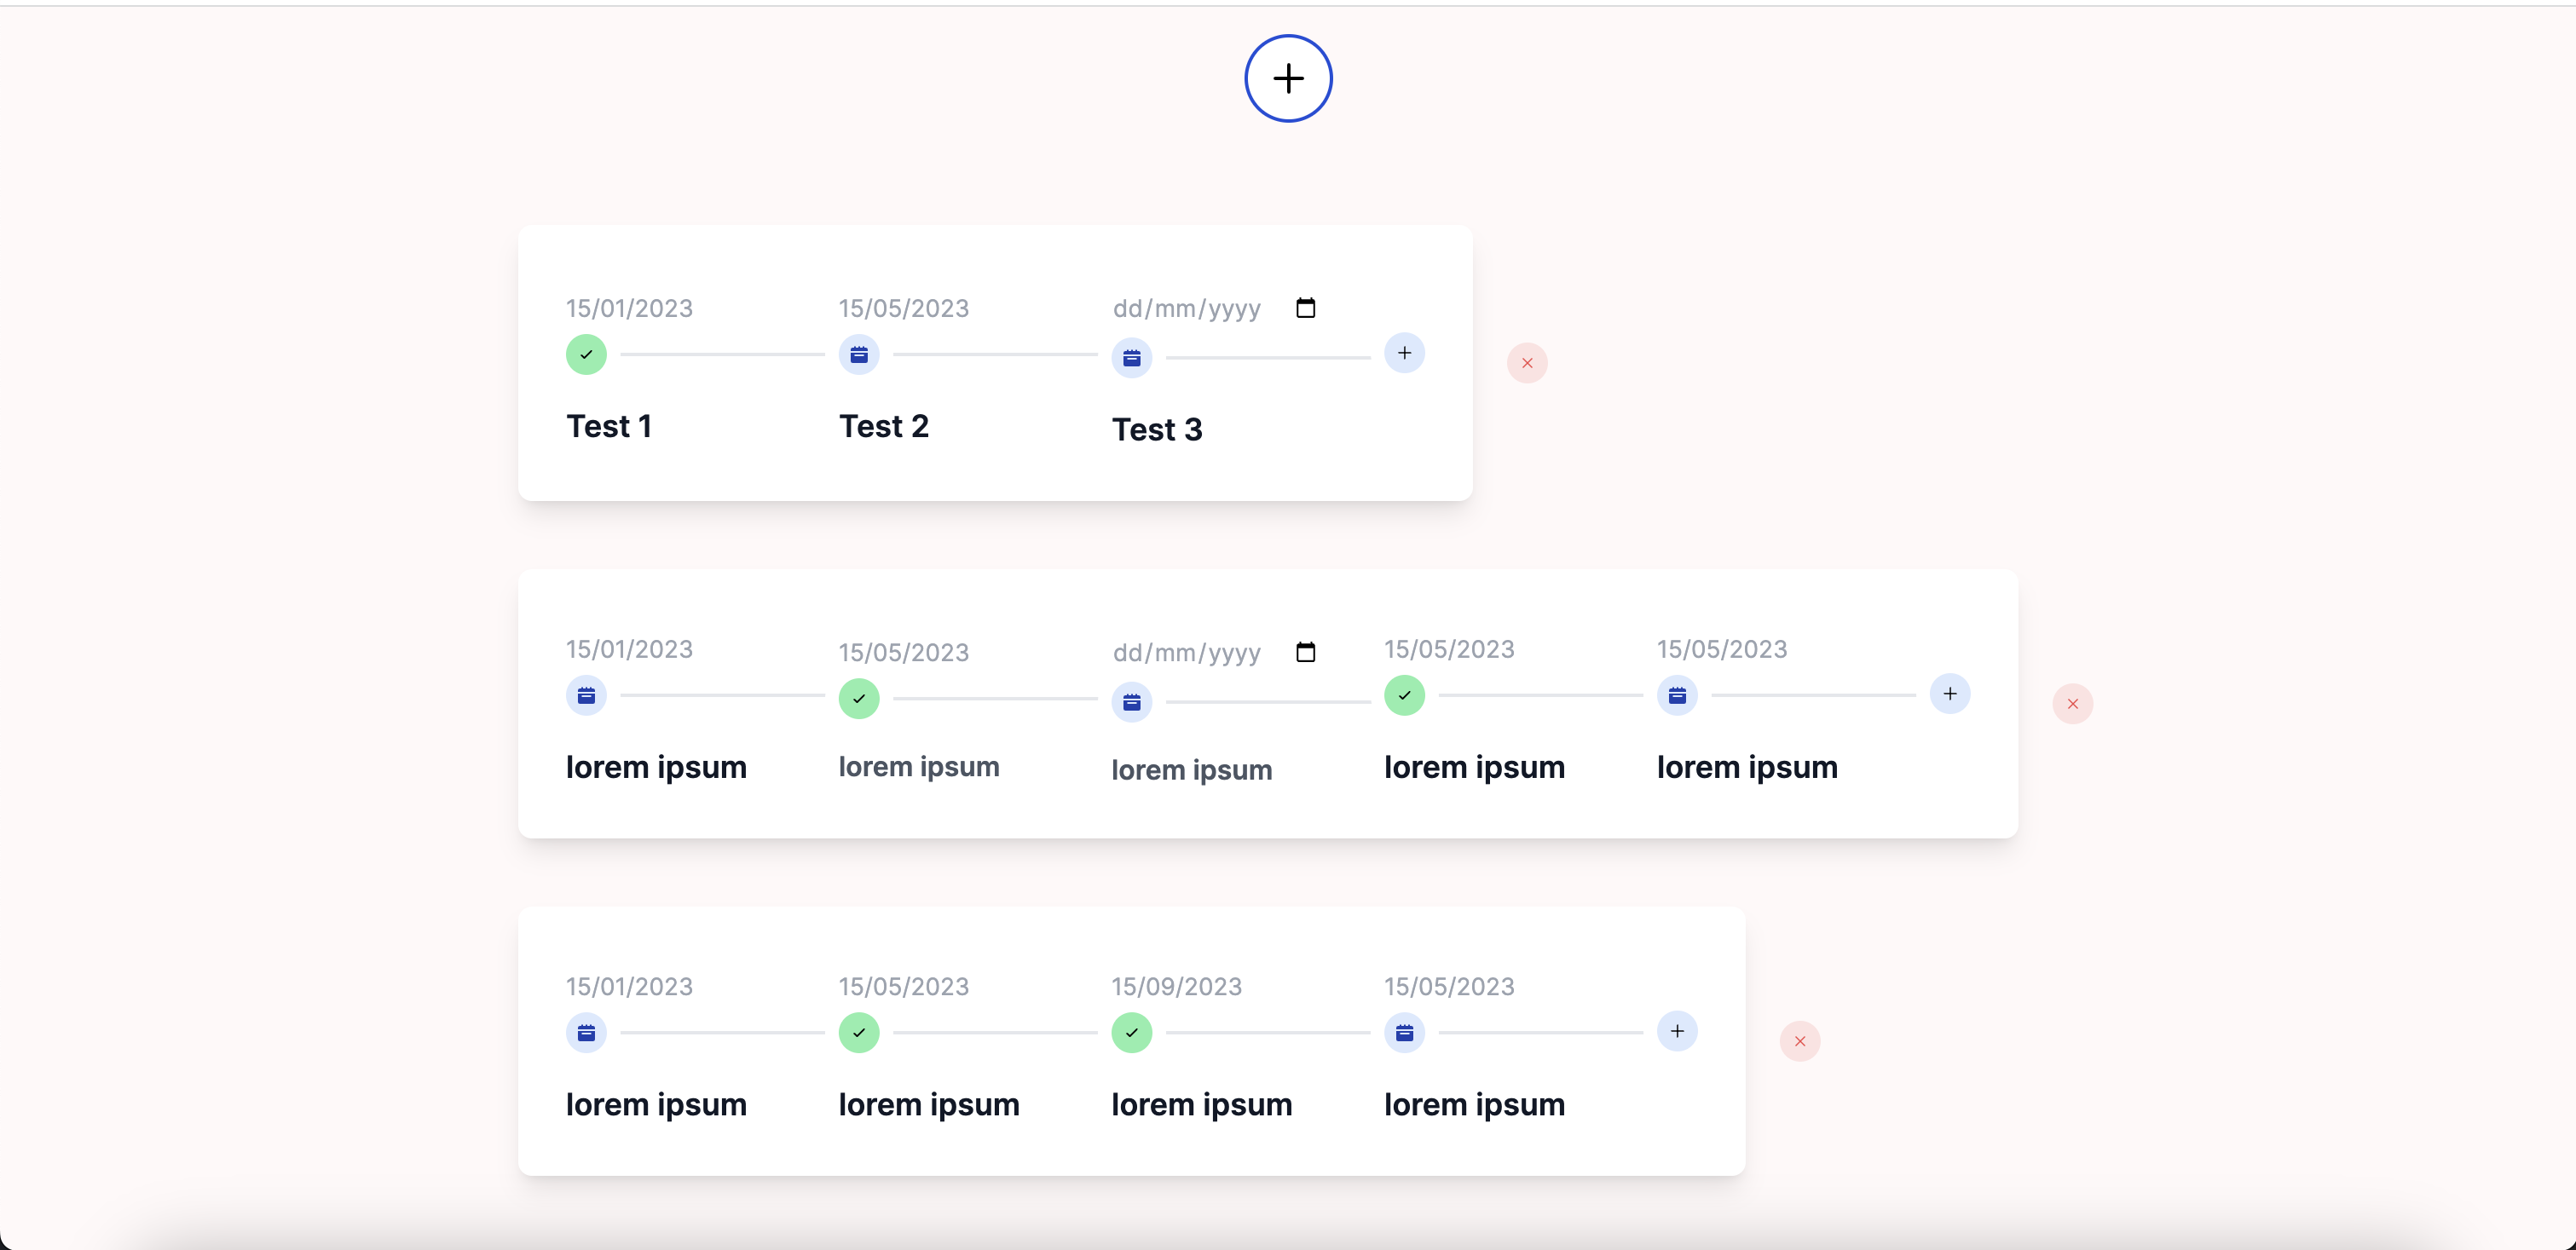 15/01/2023 15/05/2023 dd/mm/yyyy
Test 1 Test 2 Test 3
15/01/2023 15/05/2023 dd/mm/yyyy 15/05/2023 15/05/2023
lorem ipsum lorem ipsum lorem ipsum lorem ipsum lorem ipsum
15/01/2023 15/05/2023 15/09/2023 15/05/2023
lorem ipsum lorem ipsum lorem ipsum lorem ipsum